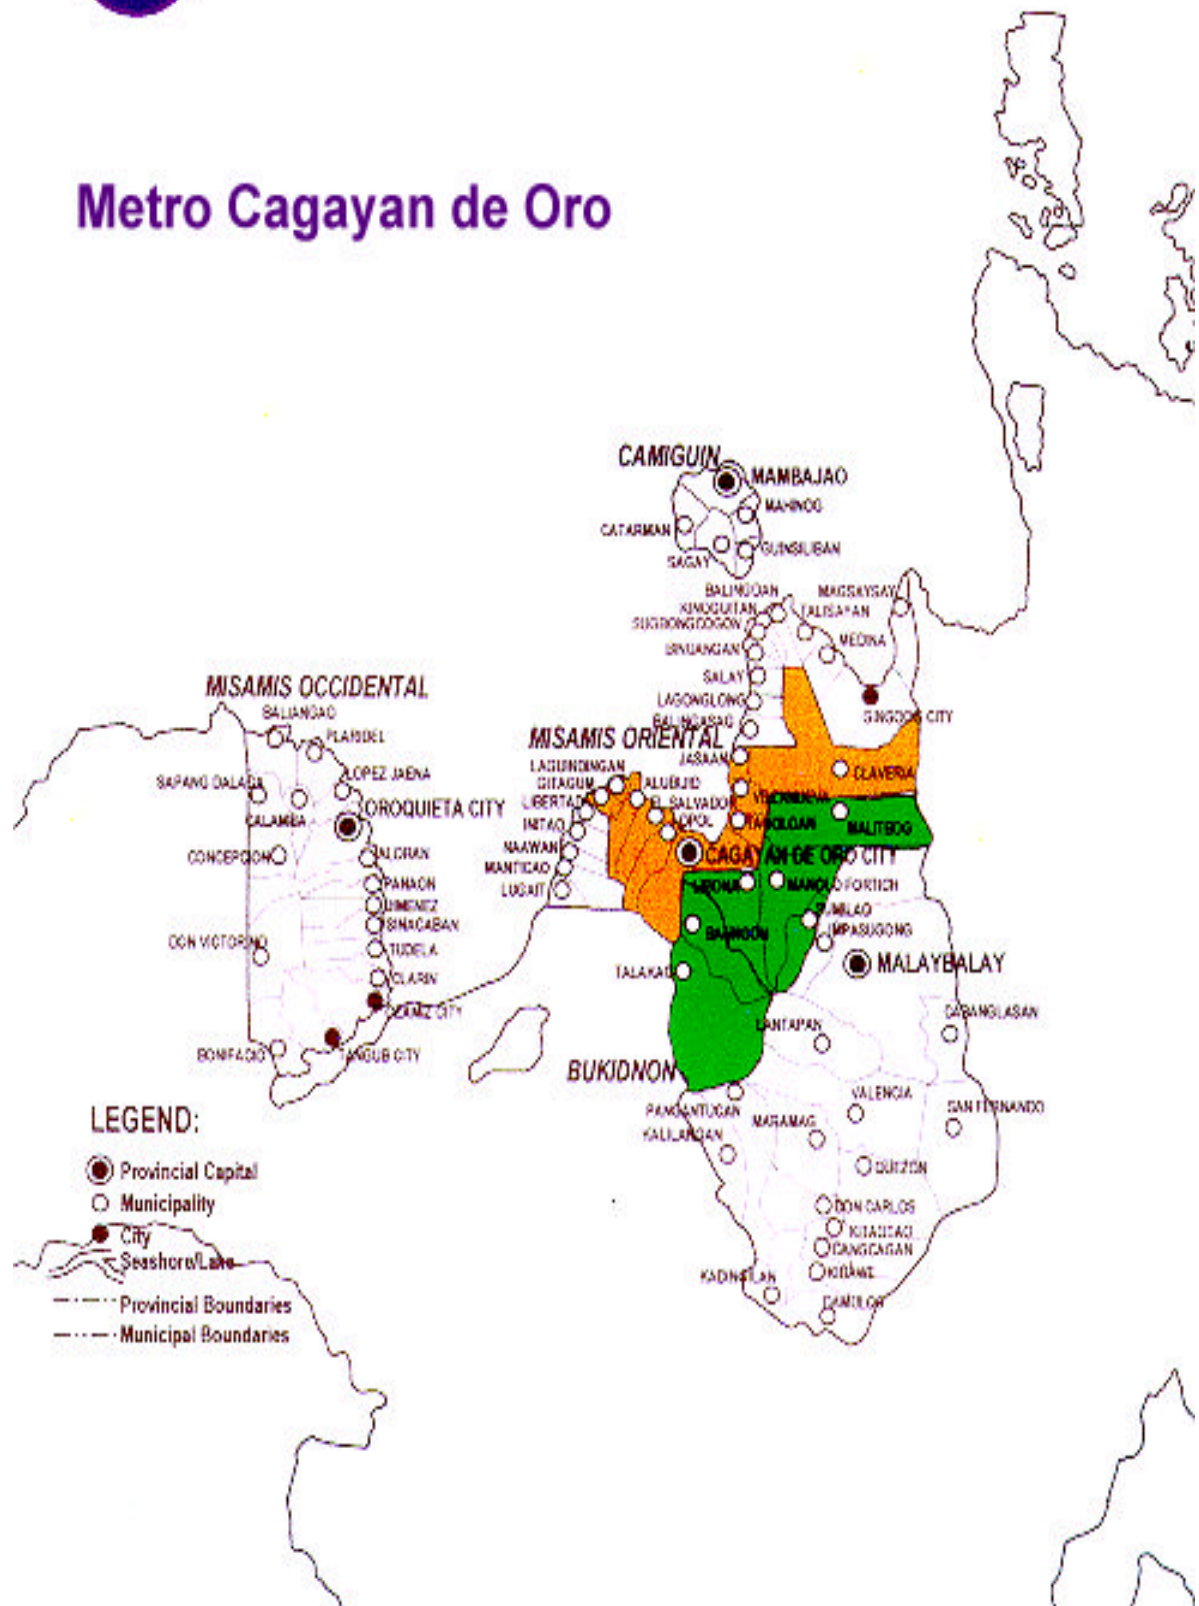 Metro Cagayan de Oro
CAMIGUIN
MAMBAJAO
MAHINOG
CATARMAN
SAGAY
GUINSILIBAN
BALINGOAN
MAGSAYSAY
KINOGUITAN
TALISAYAN
SUGBONGCOGON
MEDINA
BINUANGAN
SALAY
LAGONGLONG
GINGOOG CITY
BALINGASAG
MISAMIS OCCIDENTAL
BALIANGAO
PLARIDEL
MISAMIS ORIENTAL
JASAAN
LAGUINDINGAN
LOPEZ JAENA
GITAGUM
ALUBIJID
CLAVERIA
SAPANG DALAGA
LIBERTAD
EL SALVADOR
OROQUIETA CITY
CALAMBA
INITAO
OPOL
TAGOLOAN
MALITBOG
NAAWAN
CONCEPCION
ALORAN
CAGAYAN DE ORO CITY
MANTICAO
PANAON
LUGAIT
MANOLO FORTICH
JIMENEZ
SINACABAN
SUMILAO
BAUNGON
IMPASUGONG
DON VICTORINO
TUDELA
MALAYBALAY
TALAKAG
CLARIN
OZAMIZ CITY
CABANGLASAN
LANTAPAN
BONIFACIO
TANGUB CITY
BUKIDNON
PANGANTUCAN
VALENCIA
SAN FERNANDO
MARAMAG
KALILANGAN
QUEZON
DON CARLOS
KITAOTAO
DANGCAGAN
KADINGILAN
KIBAWE
DAMULOG
LEGEND:
Provincial Capital
Municipality
City
Seashore/Lake
Provincial Boundaries
Municipal Boundaries